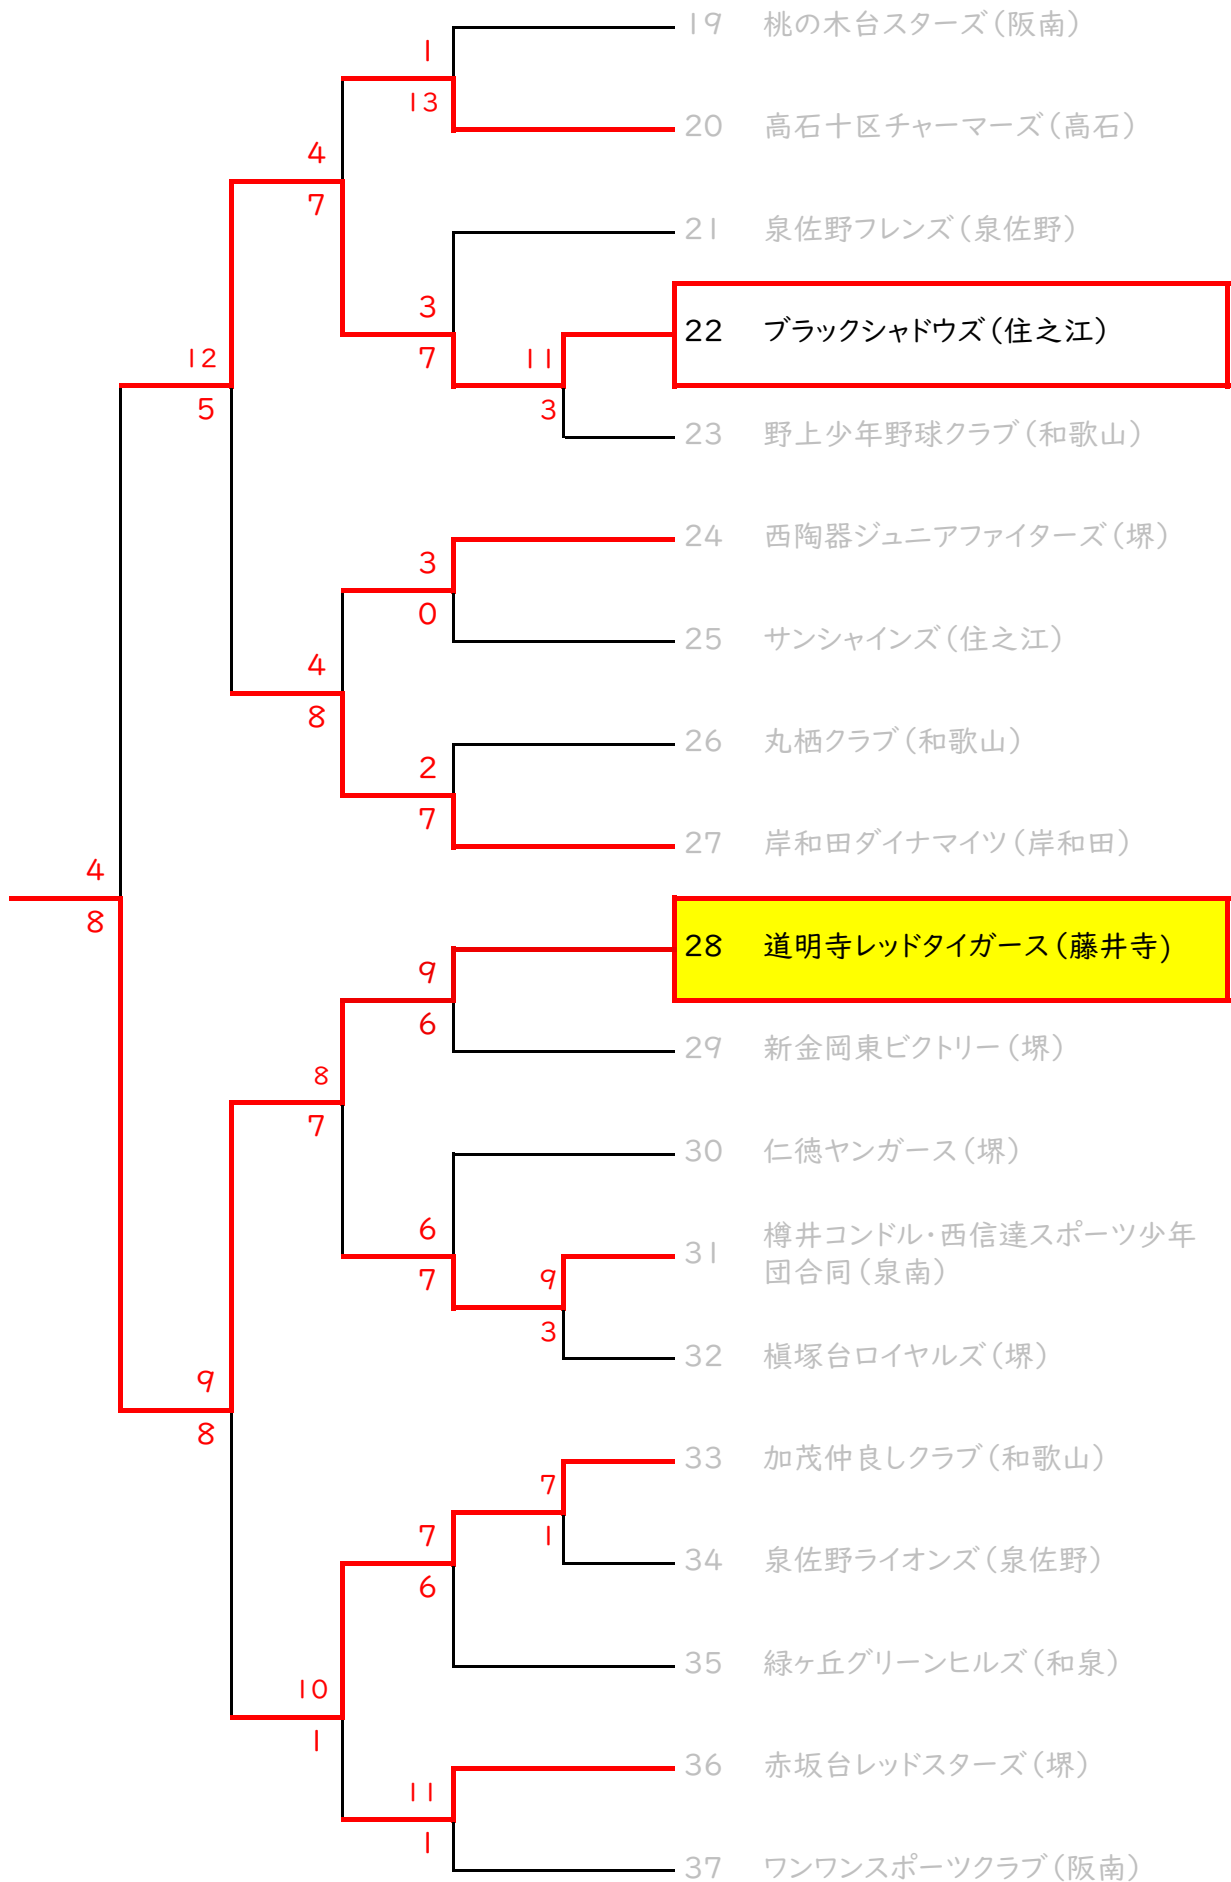 19 桃の木台スターズ(阪南)
1
13
20 高石十区チャーマーズ(高石)
4
7
21 泉佐野フレンズ(泉佐野)
3
7
22 ブラックシャドウズ(住之江)
11
3
12
5
23 野上少年野球クラブ(和歌山)
24 西陶器ジュニアファイターズ(堺)
3
0
25 サンシャインズ(住之江)
4
8
26 丸栖クラブ(和歌山)
2
7
27 岸和田ダイナマイツ(岸和田)
4
8
28 道明寺レッドタイガース(藤井寺)
9
6
29 新金岡東ビクトリー(堺)
8
7
30 仁徳ヤンガース(堺)
6
7
31 樽井コンドル・西信達スポーツ少年
団合同(泉南)
9
3
32 槇塚台ロイヤルズ(堺)
9
8
33 加茂仲良しクラブ(和歌山)
7
1
7
6
34 泉佐野ライオンズ(泉佐野)
35 緑ヶ丘グリーンヒルズ(和泉)
10
1
36 赤坂台レッドスターズ(堺)
11
1
37 ワンワンスポーツクラブ(阪南)